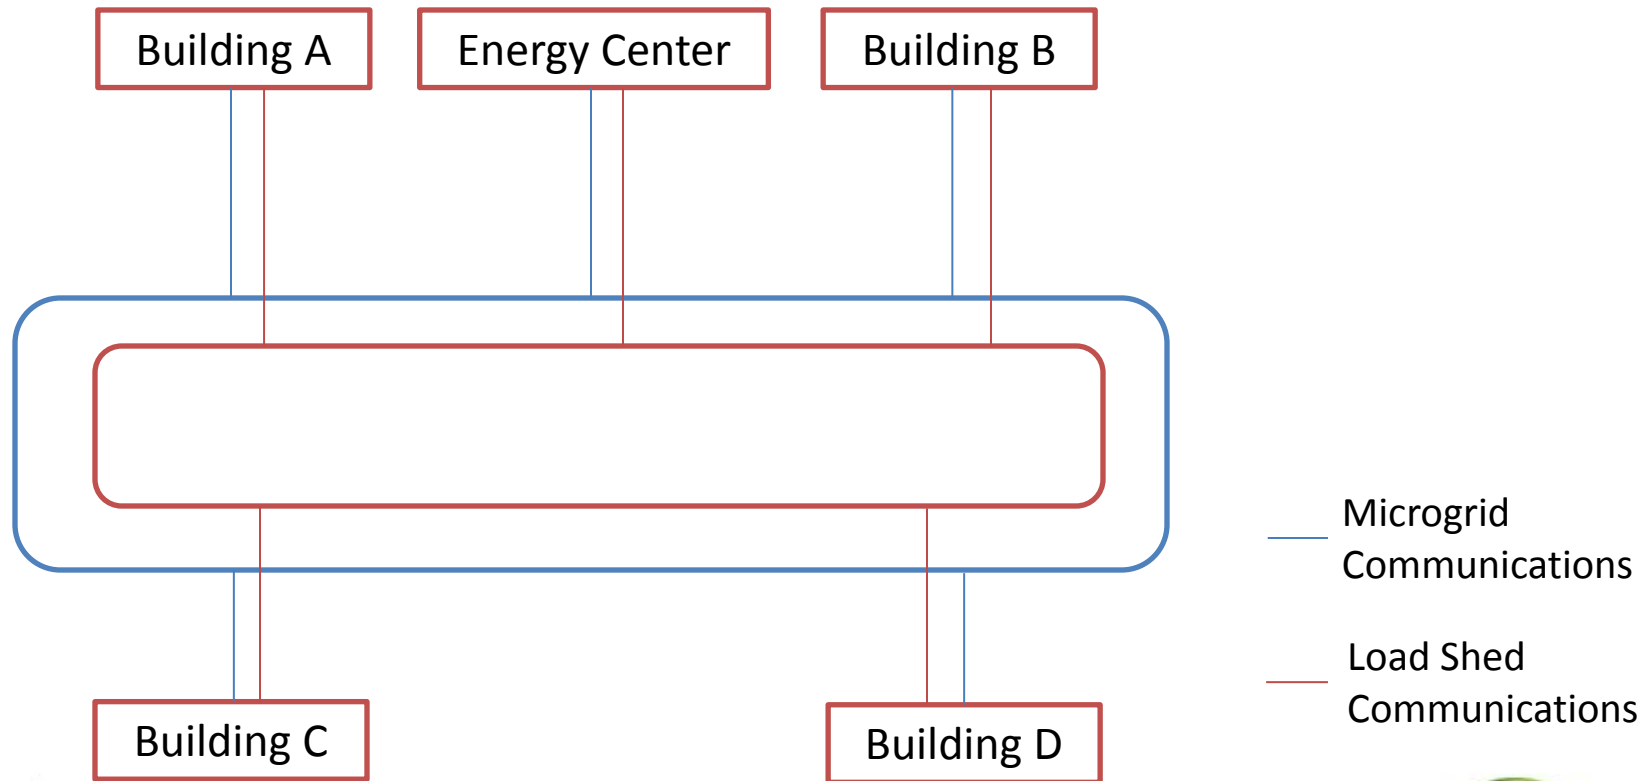 Building A
Energy Center
Building B
Microgrid
Communications
Load Shed
Communications
Building C
Building D